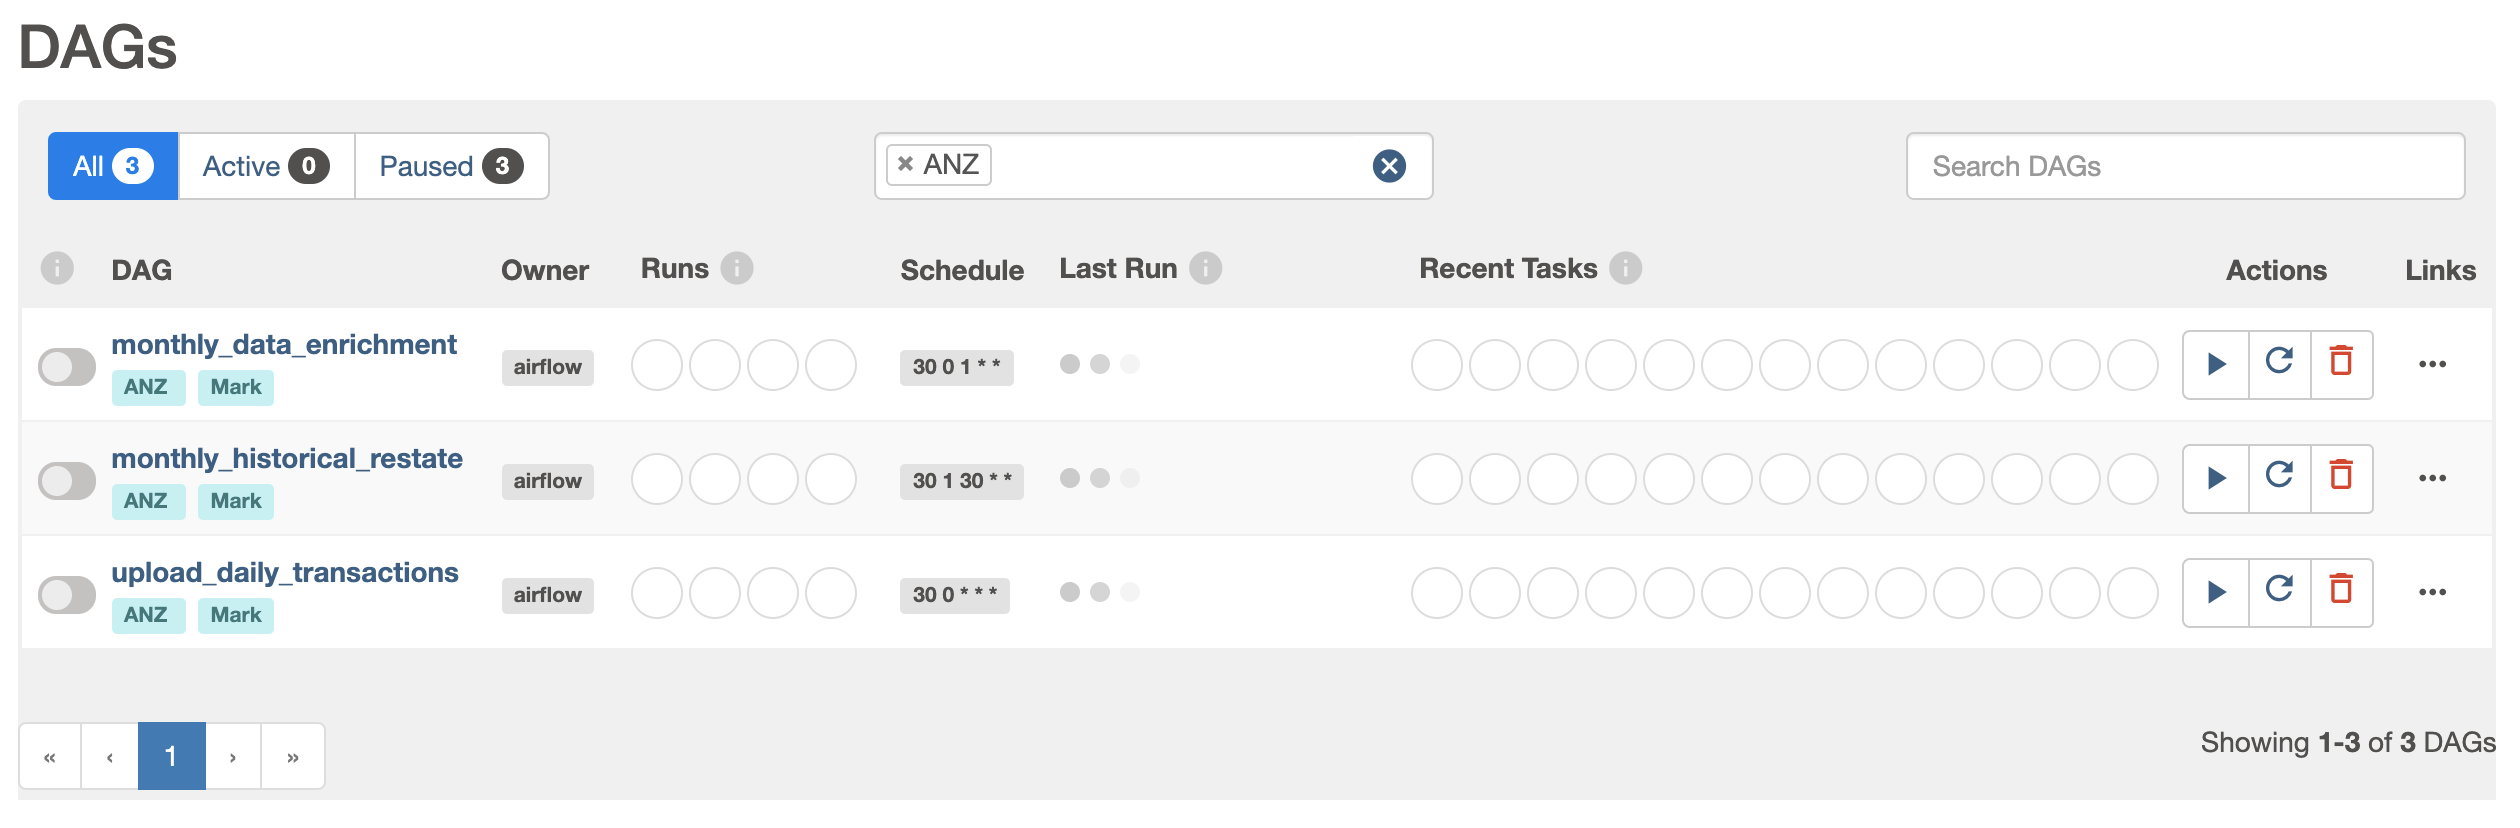 DAGs
All 3 Active 0 Paused 3 × ANZ Search DAGs
i DAG Owner Runs i Schedule Last Run i Recent Tasks i Actions Links
monthly_data_enrichment
ANZ Mark airflow 30 0 1 * *
monthly_historical_restate
ANZ Mark airflow 30 1 30 * *
upload_daily_transactions
ANZ Mark airflow 30 0 * * *
« ‹ 1 › » Showing 1-3 of 3 DAGs